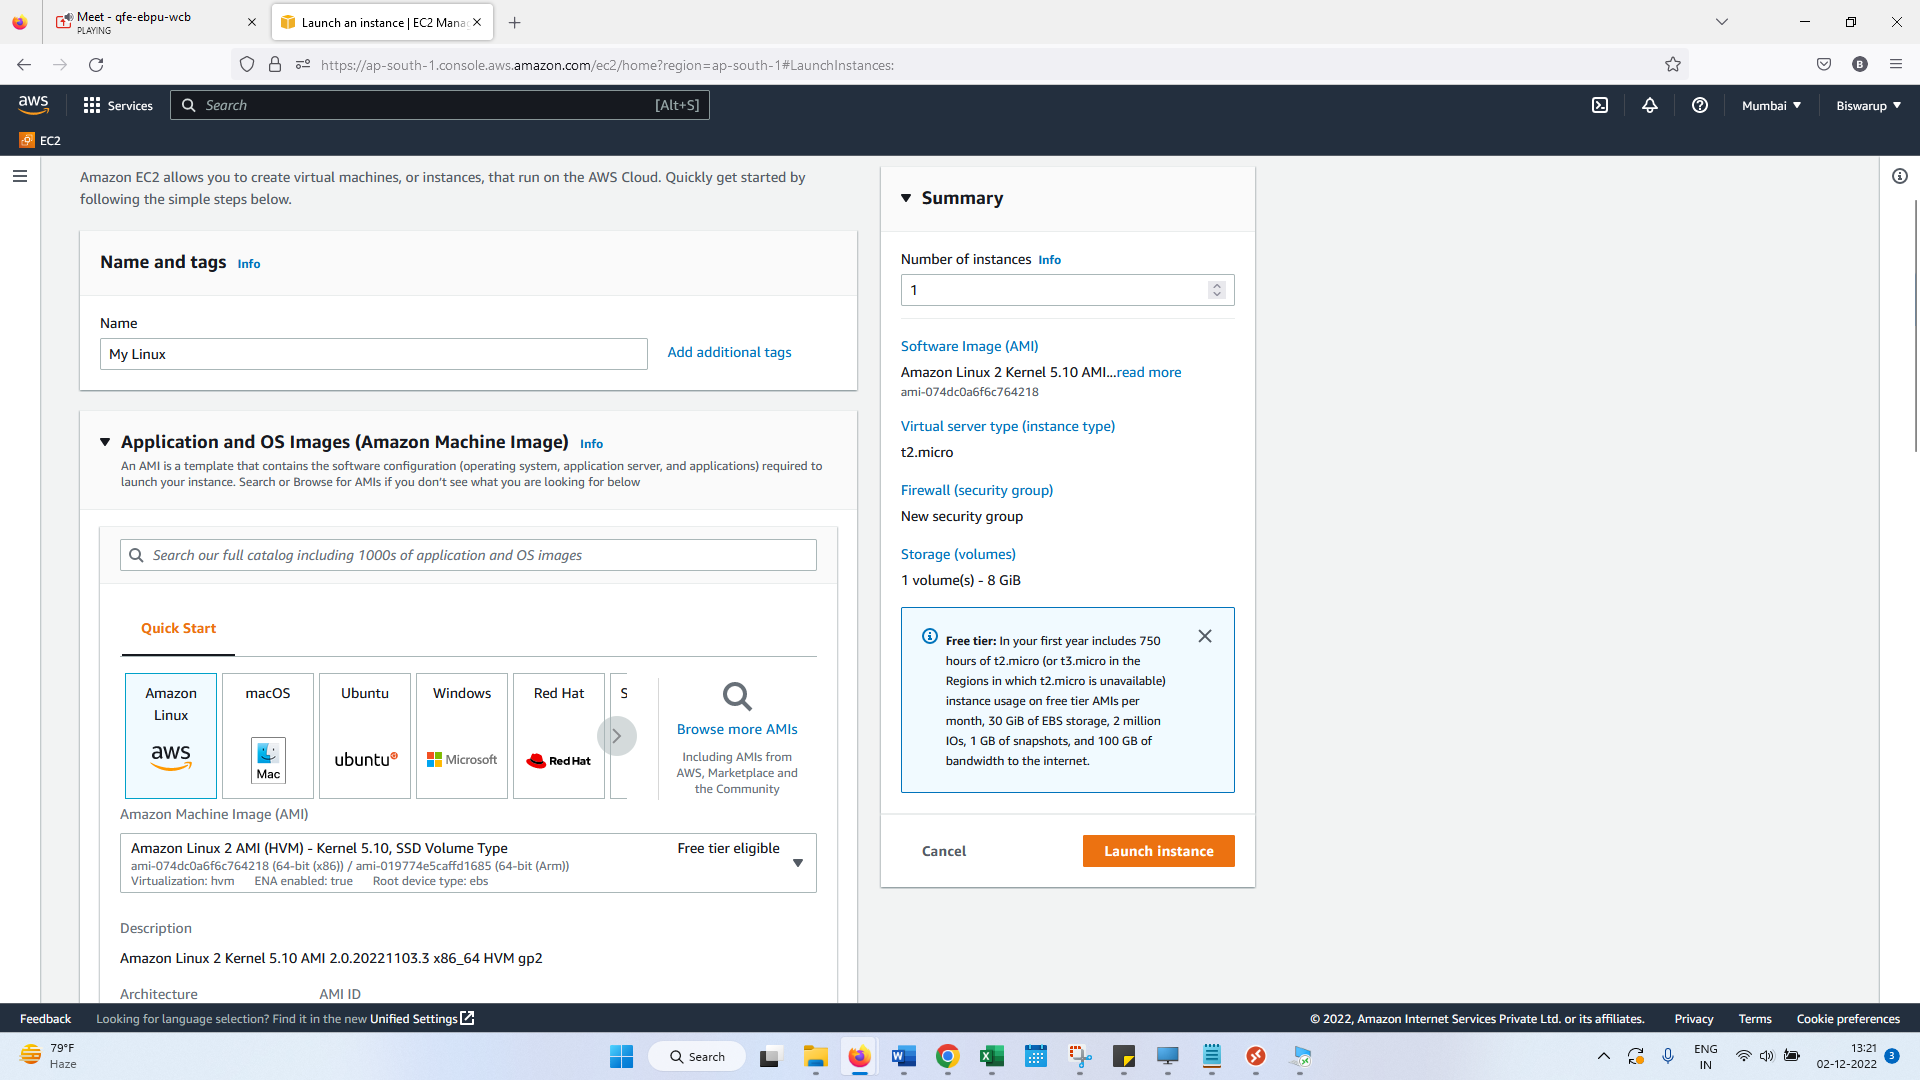 Meet - qfe-ebpu-wcb
PLAYING
Launch an instance | EC2 Mana
https://ap-south-1.console.aws.amazon.com/ec2/home?region=ap-south-1#LaunchInstances:
B
aws
Services
Search
[Alt+S]
Mumbai
Biswarup
EC2
Amazon EC2 allows you to create virtual machines, or instances, that run on the AWS Cloud. Quickly get started by
following the simple steps below.
Name and tags Info
Name
My Linux
Add additional tags
Application and OS Images (Amazon Machine Image) Info
An AMI is a template that contains the software configuration (operating system, application server, and applications) required to
launch your instance. Search or Browse for AMIs if you don't see what you are looking for below
Search our full catalog including 1000s of application and OS images
Quick Start
Amazon
Linux
aws
macOS
Mac
Ubuntu
ubuntu
Windows
Microsoft
Red Hat
Red Hat
S
Browse more AMIs
Including AMIs from
AWS, Marketplace and
the Community
Amazon Machine Image (AMI)
Amazon Linux 2 AMI (HVM) - Kernel 5.10, SSD Volume Type
Free tier eligible
ami-074dc0a6f6c764218 (64-bit (x86)) / ami-019774e5caffd1685 (64-bit (Arm))
Virtualization: hvm ENA enabled: true Root device type: ebs
Description
Amazon Linux 2 Kernel 5.10 AMI 2.0.20221103.3 x86_64 HVM gp2
Architecture
AMI ID
Summary
Number of instances Info
1
Software Image (AMI)
Amazon Linux 2 Kernel 5.10 AMI...read more
ami-074dc0a6f6c764218
Virtual server type (instance type)
t2.micro
Firewall (security group)
New security group
Storage (volumes)
1 volume(s) - 8 GiB
Free tier: In your first year includes 750
hours of t2.micro (or t3.micro in the
Regions in which t2.micro is unavailable)
instance usage on free tier AMIs per
month, 30 GiB of EBS storage, 2 million
IOs, 1 GB of snapshots, and 100 GB of
bandwidth to the internet.
Cancel
Launch instance
Feedback
Looking for language selection? Find it in the new Unified Settings
© 2022, Amazon Internet Services Private Ltd. or its affiliates.
Privacy
Terms
Cookie preferences
79°F
Haze
Search
ENG
IN
13:21
02-12-2022
3